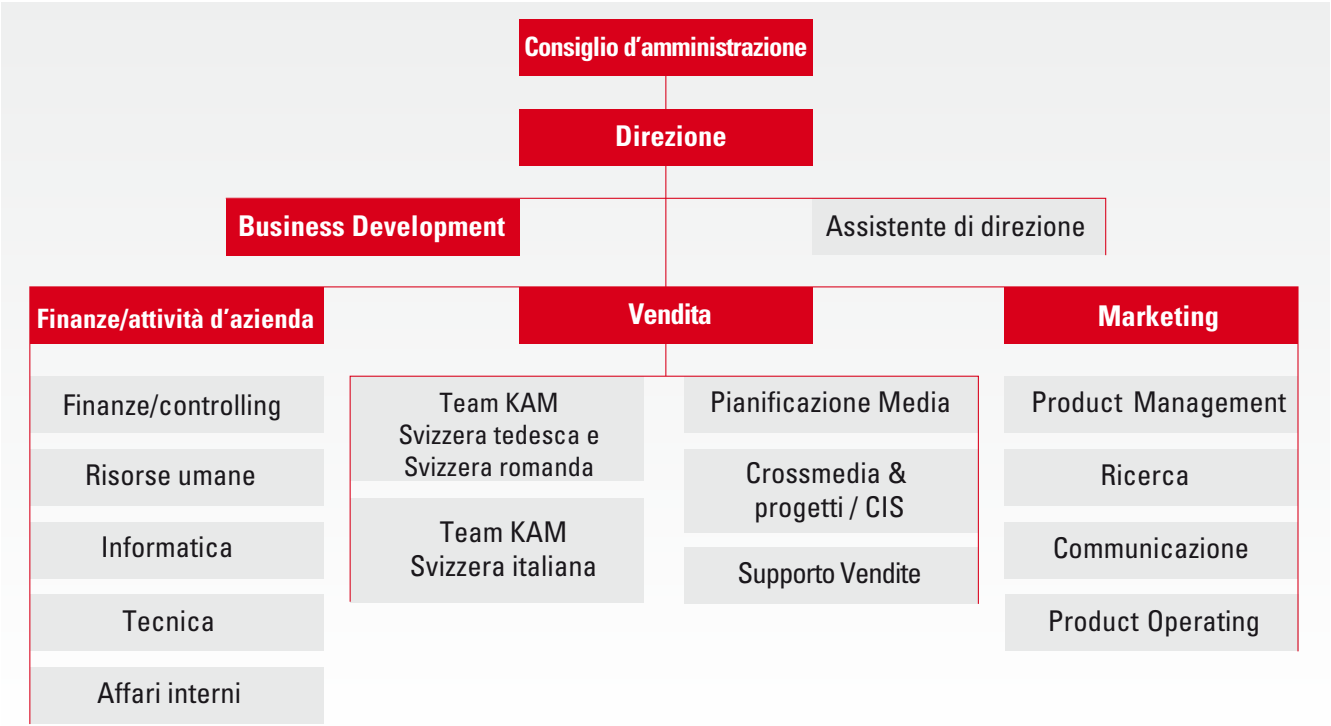 Consiglio d'amministrazione
Direzione
Business Development
Assistente di direzione
Finanze/attività d'azienda
Vendita
Marketing
Finanze/controlling
Risorse umane
Informatica
Tecnica
Affari interni
Team KAM
Svizzera tedesca e
Svizzera romanda
Team KAM
Svizzera italiana
Pianificazione Media
Crossmedia &
progetti / CIS
Supporto Vendite
Product Management
Ricerca
Communicazione
Product Operating